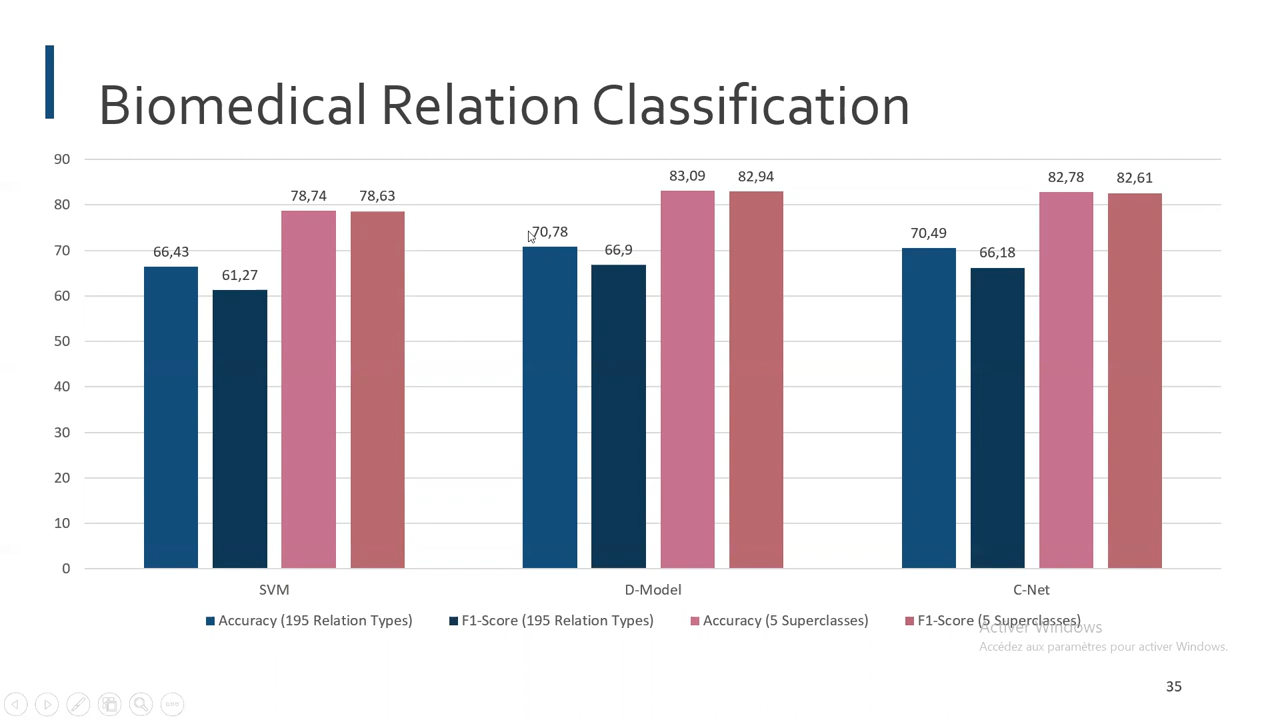 Biomedical Relation Classification
90
80
70
60
50
40
30
20
10
0
66,43
61,27
78,74
78,63
70,78
66,9
83,09
82,94
70,49
66,18
82,78
82,61
SVM
D-Model
C-Net
Accuracy (195 Relation Types)
F1-Score (195 Relation Types)
Accuracy (5 Superclasses)
F1-Score (5 Superclasses)
Activer Windows
Accédez aux paramètres pour activer Windows.
35